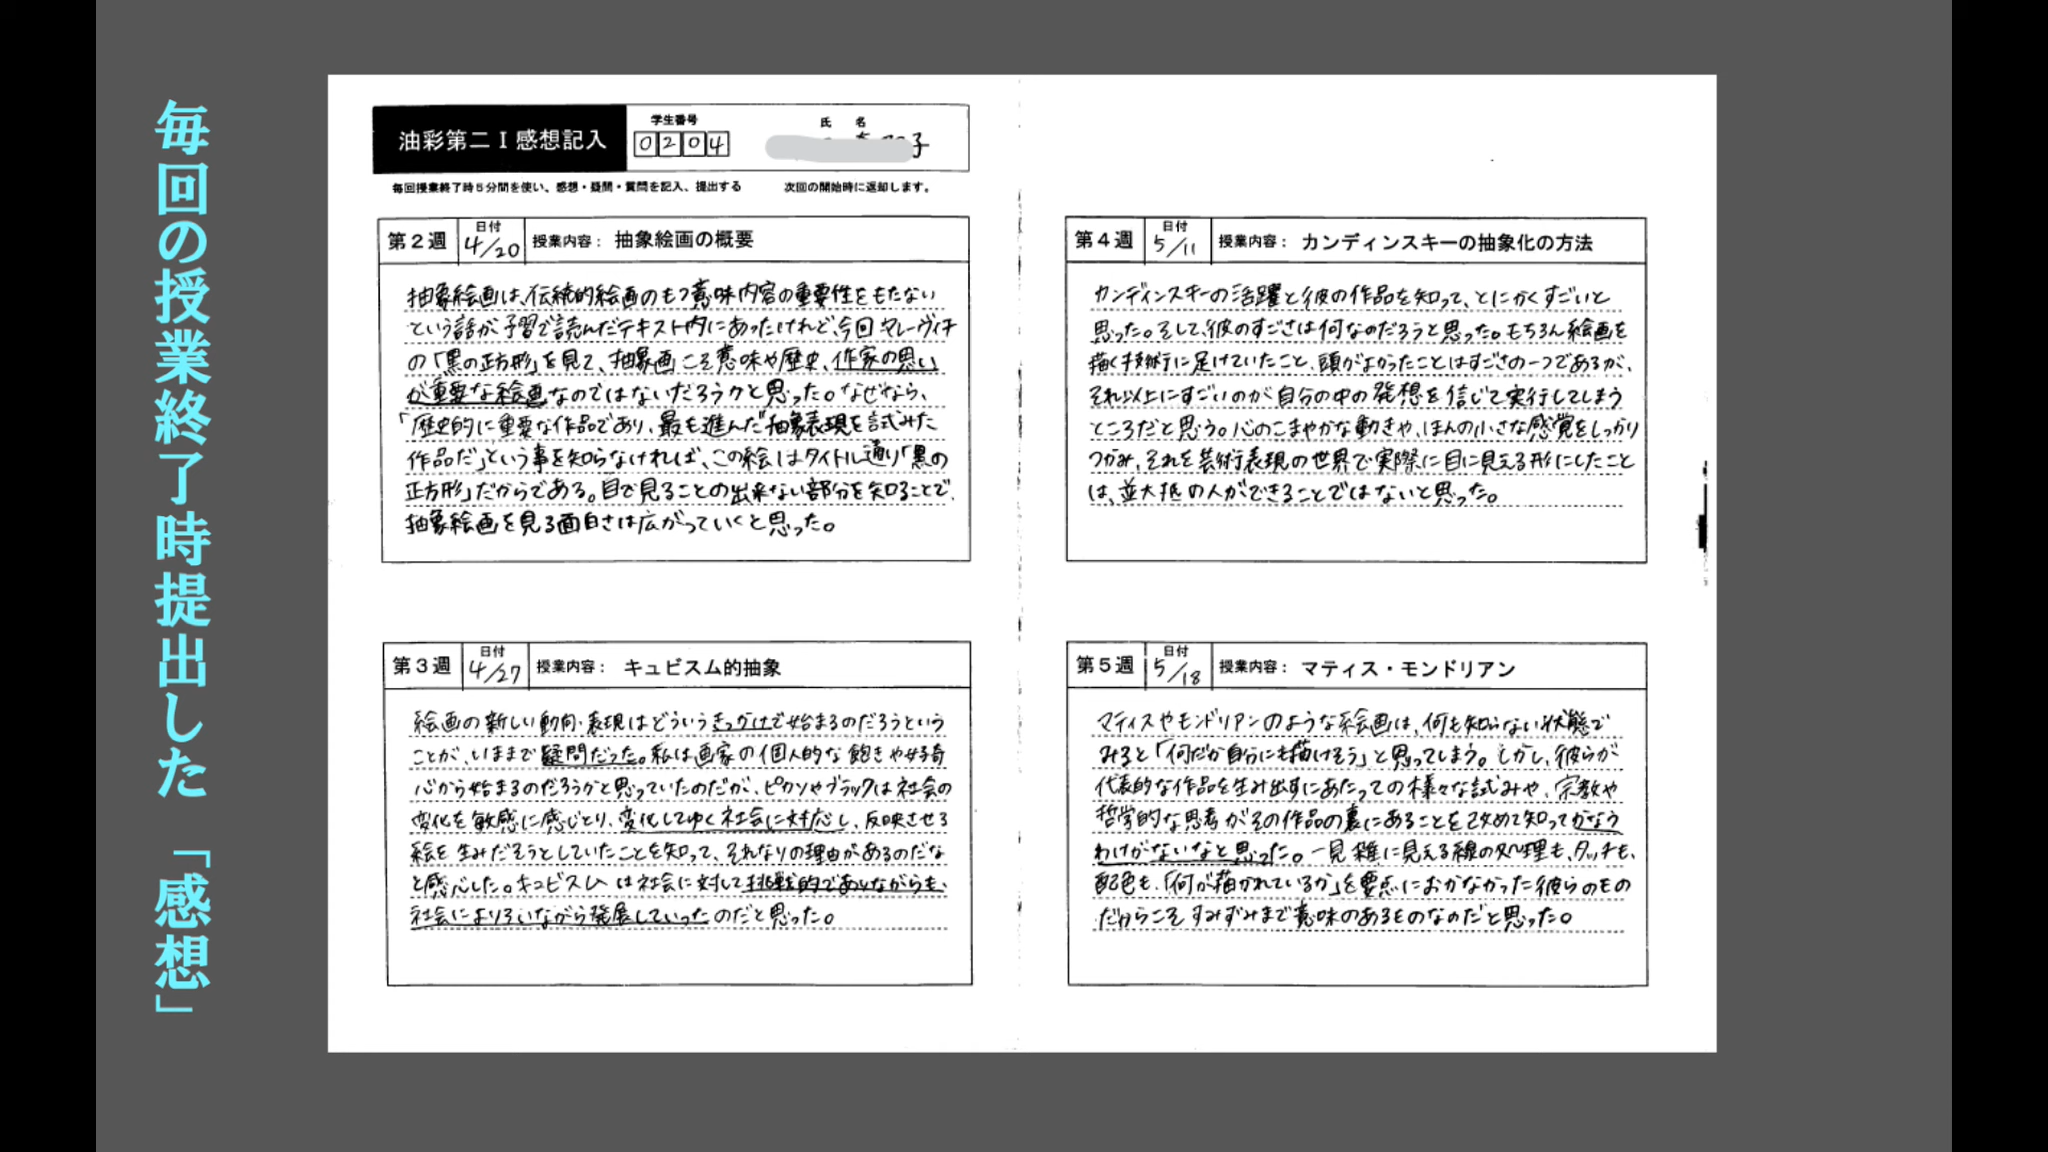 毎回の授業終了時提出した「感想」
油彩第二Ⅰ感想記入
学生番号
0204
氏名
子
毎回授業終了時5分間を使い、感想・疑問・質問を記入、提出する 次回の開始時に返却します。
第2週 日付 4/20 授業内容: 抽象絵画の概要
抽象絵画は、伝統的絵画のもつ意味内容の重要性をもたない
という話が予習で読んだテキスト内にあったけれど、今回マレーヴィチ
の「黒の正方形」を見て、抽象画こそ意味や歴史、作家の思い
が重要な絵画なのではないだろうかと思った。なぜなら、
「歴史的に重要な作品であり、最も進んだ抽象表現を試みた
作品だ」という事を知らなければ、この絵はタイトル通り「黒の
正方形」だからである。目で見ることの出来ない部分を知ることで、
抽象絵画を見る面白さは広がっていくと思った。
第3週 日付 4/27 授業内容: キュビスム的抽象
絵画の新しい動向・表現はどういうきっかけで始まるのだろうという
ことが、いままで疑問だった。私は画家の個人的な飽きや好奇
心から始まるのだろうかと思っていたのだが、ピカソやブラックは社会の
変化を敏感に感じとり、変化してゆく社会に対応し、反映させる
絵を生みだそうとしていたことを知って、それなりの理由があるのだな
と感心した。キュビスムは社会に対して挑戦的でありながらも、
社会によりそいながら発展していったのだと思った。
第4週 日付 5/11 授業内容: カンディンスキーの抽象化の方法
カンディンスキーの活躍と彼の作品を知って、とにかくすごいと
思った。そして、彼のすごさは何なのだろうと思った。もちろん絵画を
描く技術に足けていたこと、頭がよかったことはすごさの一つであるが、
それ以上にすごいのが自分の中の発想を信じて実行してしまう
ところだと思う。心のこまやかな動きや、ほんの小さな感覚をしっかり
つかみ、それを芸術表現の世界で実際に目に見える形にしたこと
は、並大抵の人ができることではないと思った。
第5週 日付 5/18 授業内容: マティス・モンドリアン
マティスやモンドリアンのような絵画は、何も知らない状態で
みると「何だか自分にも描けそう」と思ってしまう。しかし、彼らが
代表的な作品を生み出すにあたっての様々な試みや、宗教や
哲学的な思考がその作品の裏にあることを改めて知ってかなう
わけがないなと思った。一見雑に見える線の処理も、タッチも、
配色も、「何が描かれているか」を要点におかなかった彼らのもの
だからこそすみずみまで意味のあるものなのだと思った。